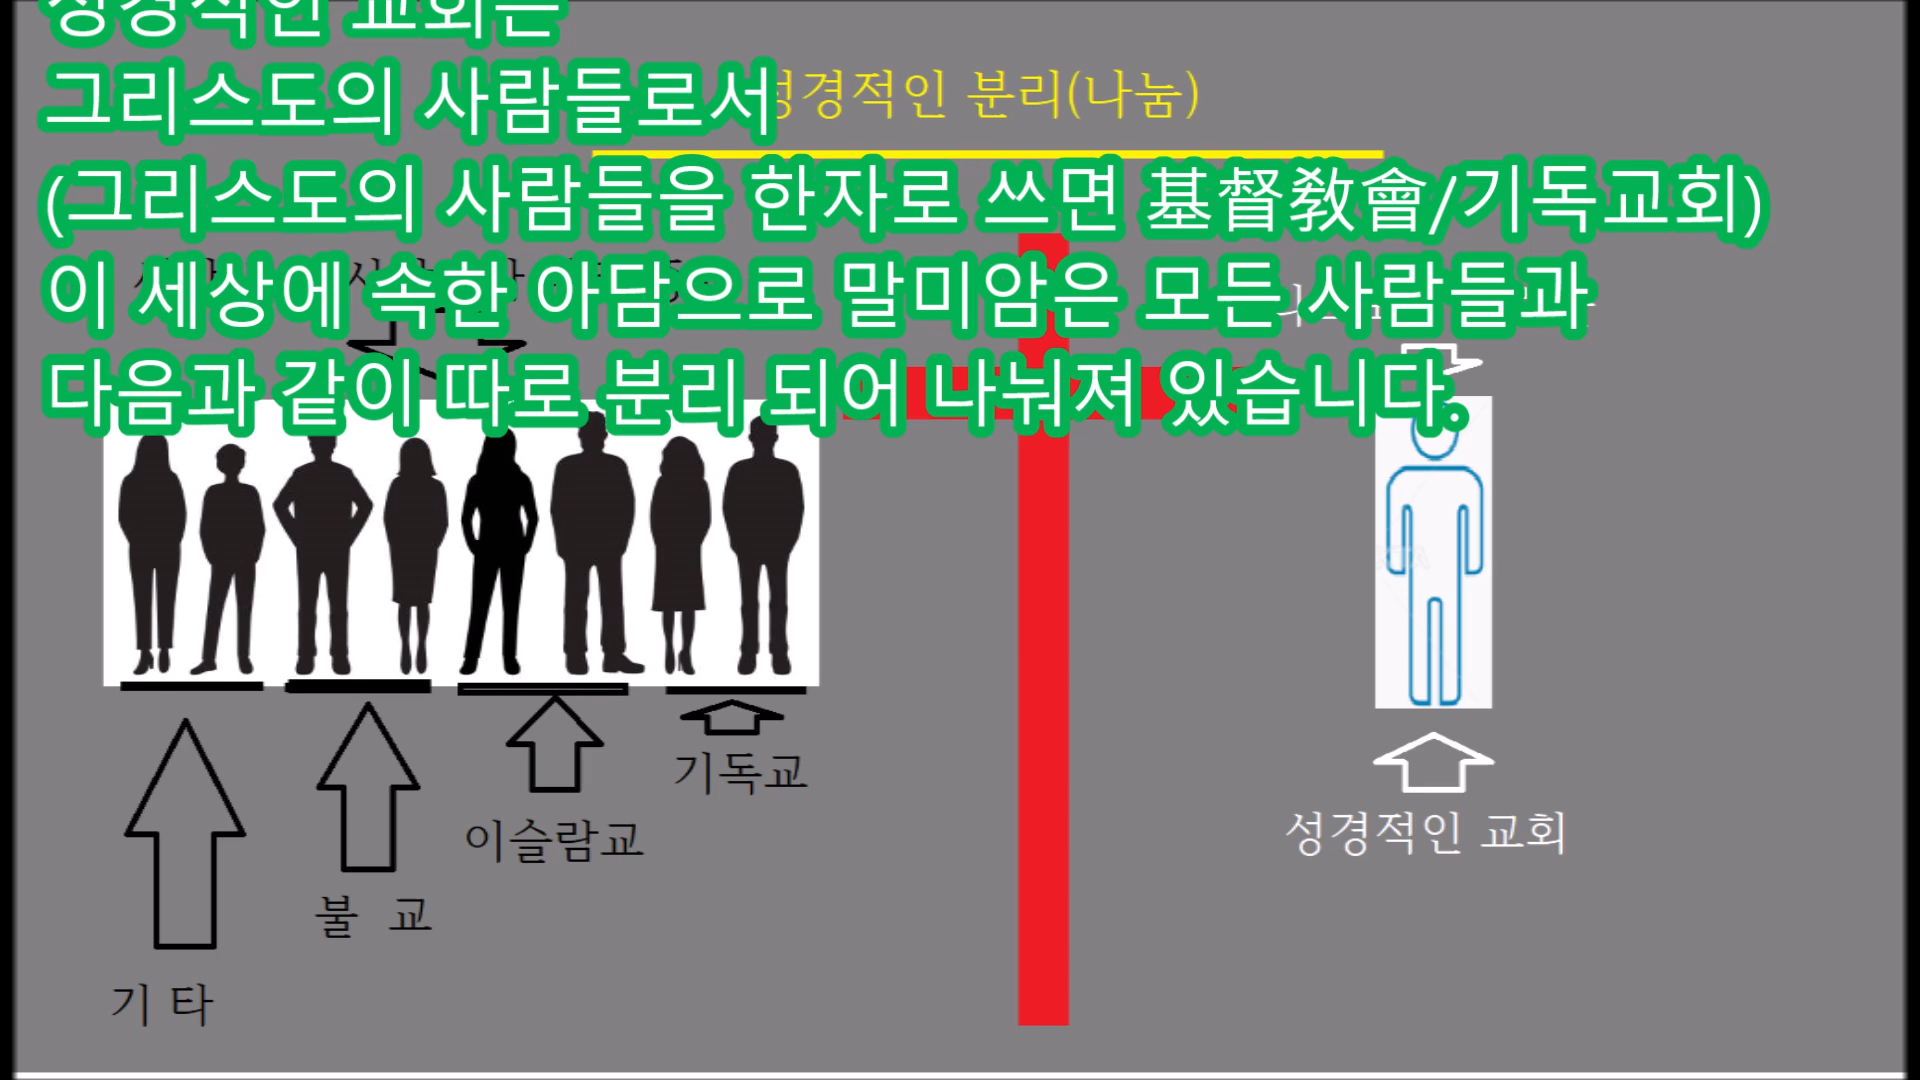 성경적인 교회는
그리스도의 사람들로서
성경적인 분리(나눔)
(그리스도의 사람들을 한자로 쓰면 基督敎會/기독교회)
이 세상에 속한 아담으로 말미암은 모든 사람들과
다음과 같이 따로 분리 되어 나눠져 있습니다.
기독교
이슬람교
성경적인 교회
불 교
기 타